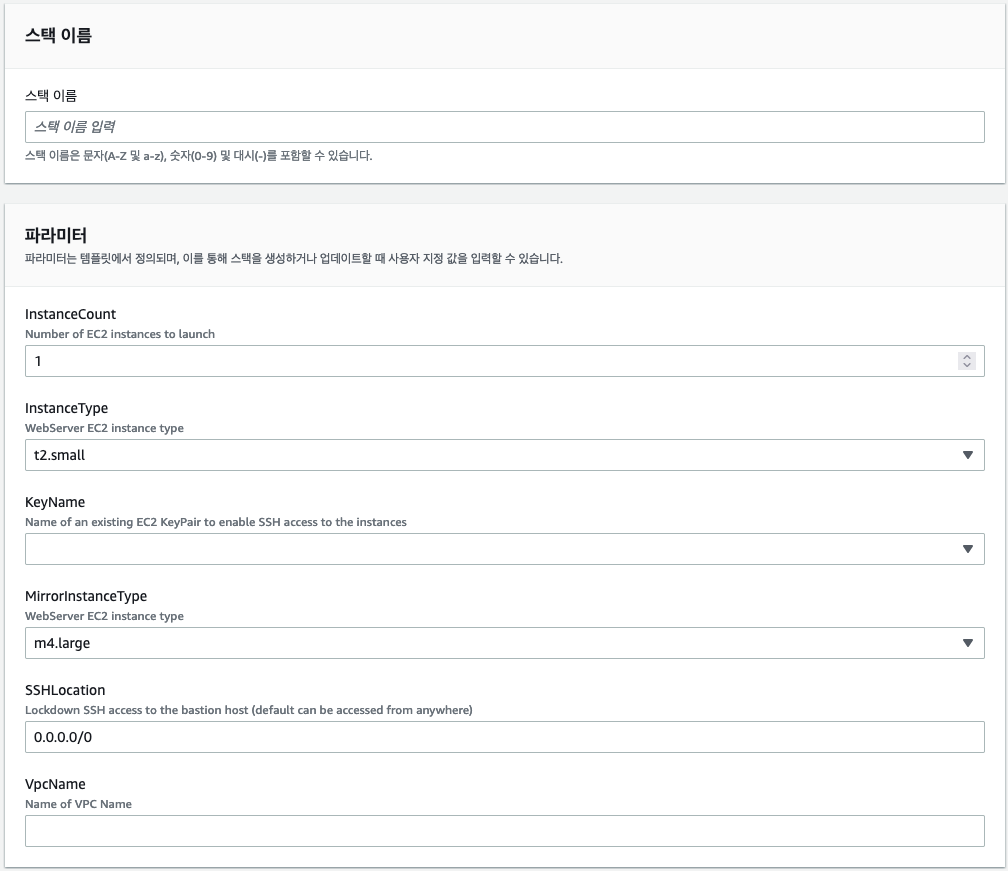 스택 이름
스택 이름
스택 이름 입력
스택 이름은 문자(A-Z 및 a-z), 숫자(0-9) 및 대시(-)를 포함할 수 있습니다.
파라미터
파라미터는 템플릿에서 정의되며, 이를 통해 스택을 생성하거나 업데이트할 때 사용자 지정 값을 입력할 수 있습니다.
InstanceCount
Number of EC2 instances to launch
1
InstanceType
WebServer EC2 instance type
t2.small
KeyName
Name of an existing EC2 KeyPair to enable SSH access to the instances
MirrorInstanceType
WebServer EC2 instance type
m4.large
SSHLocation
Lockdown SSH access to the bastion host (default can be accessed from anywhere)
0.0.0.0/0
VpcName
Name of VPC Name